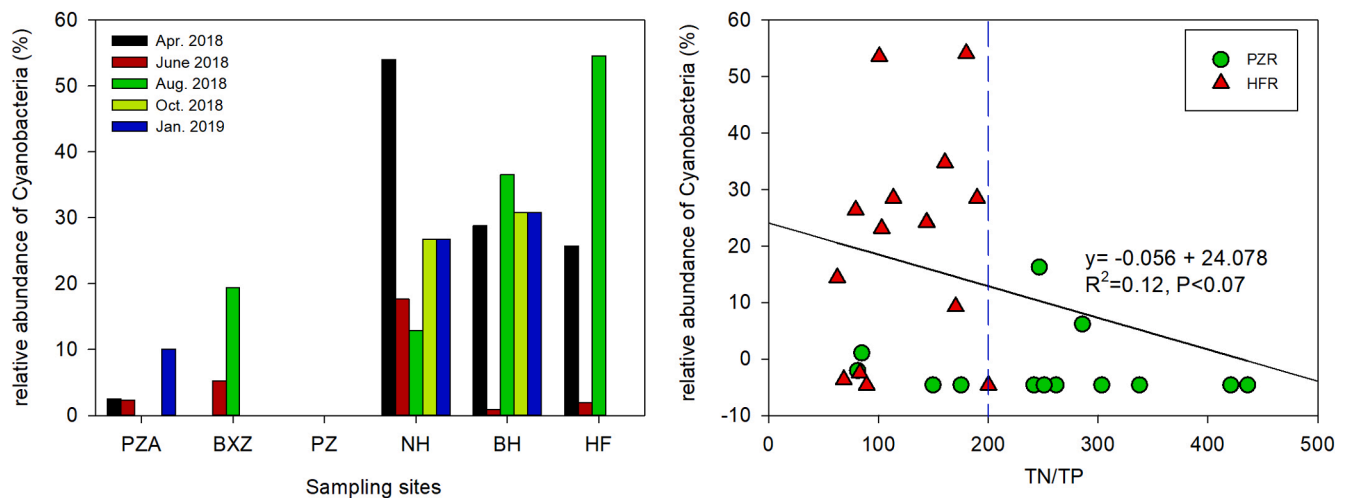 relative abundance of Cyanobacteria (%)
60
50
40
30
20
10
0
Apr. 2018
June 2018
Aug. 2018
Oct. 2018
Jan. 2019
PZA BXZ PZ NH BH HF
Sampling sites
relative abundance of Cyanobacteria (%)
60
50
40
30
20
10
0
-10
PZR
HFR
y= -0.056 + 24.078
R²=0.12, P<0.07
0 100 200 300 400 500
TN/TP